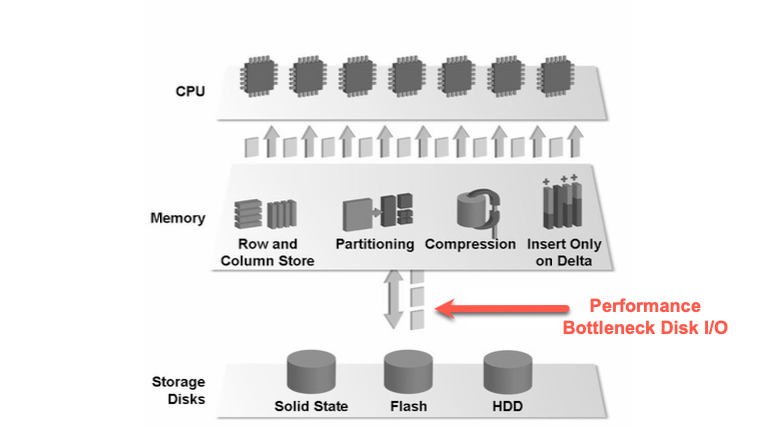 CPU
Memory
Row and
Column Store
Partitioning
Compression
Insert Only
on Delta
Performance
Bottleneck Disk I/O
Storage
Disks
Solid State
Flash
HDD